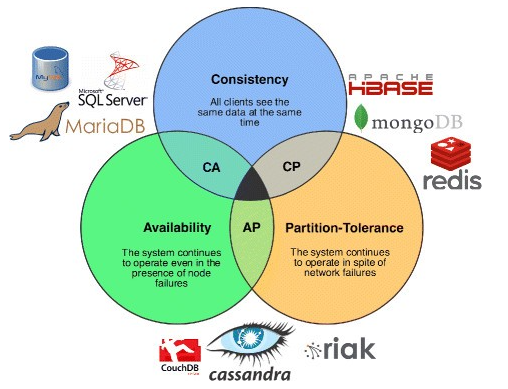 Consistency
All clients see the
same data at the same
time
MySQL
Microsoft
SQL Server
MariaDB
APACHE
HBASE
mongoDB
redis
CA
CP
AP
Availability
The system continues
to operate even in the
presence of node
failures
Partition-Tolerance
The system continues
to operate in spite of
network failures
CouchDB
cassandra
riak